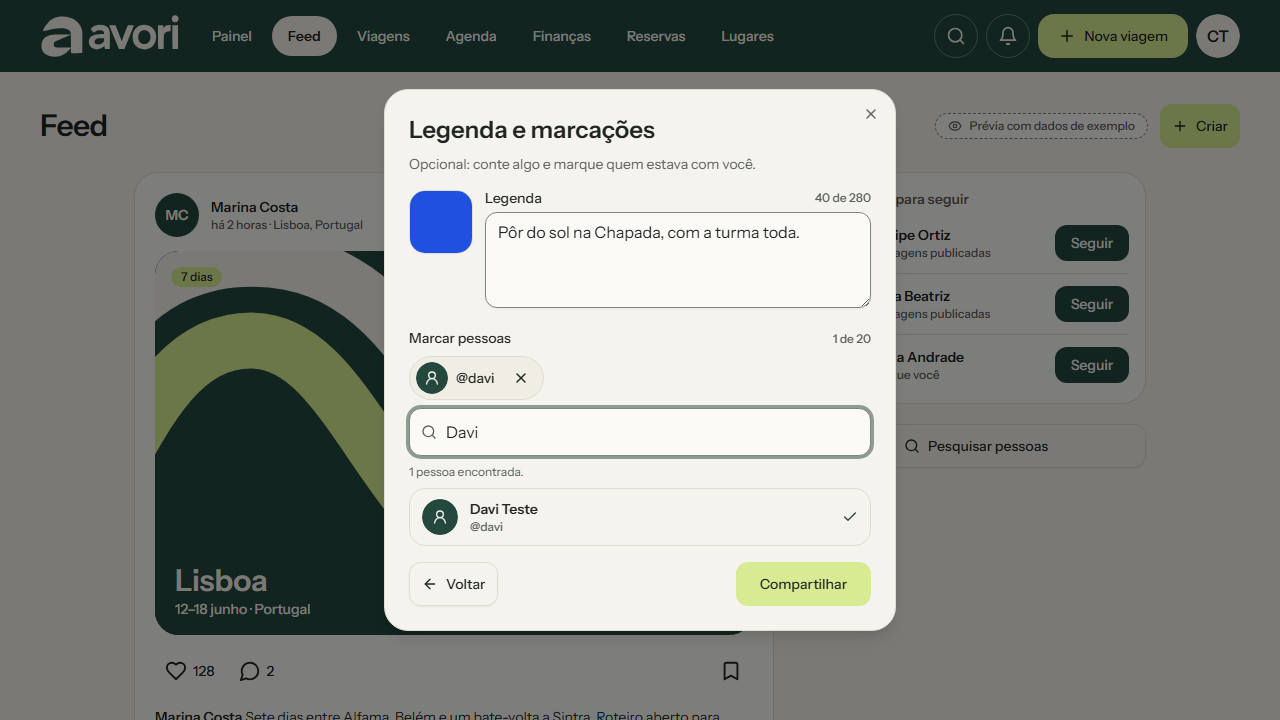 avori
Painel
Feed
Viagens
Agenda
Finanças
Reservas
Lugares
Nova viagem
CT
Feed
Prévia com dados de exemplo
Criar
MC
Marina Costa
há 2 horas · Lisboa, Portugal
7 dias
Lisboa
12–18 junho · Portugal
128
2
Marina Costa Sete dias entre Alfama, Belém e um bate-volta a Sintra. Roteiro aberto para
Legenda e marcações
Opcional: conte algo e marque quem estava com você.
Legenda
40 de 280
Pôr do sol na Chapada, com a turma toda.
Marcar pessoas
1 de 20
@davi
Davi
1 pessoa encontrada.
Davi Teste
@davi
Voltar
Compartilhar
para seguir
Ortiz
publicadas
Seguir
Beatriz
publicadas
Seguir
Andrade
você
Seguir
Pesquisar pessoas